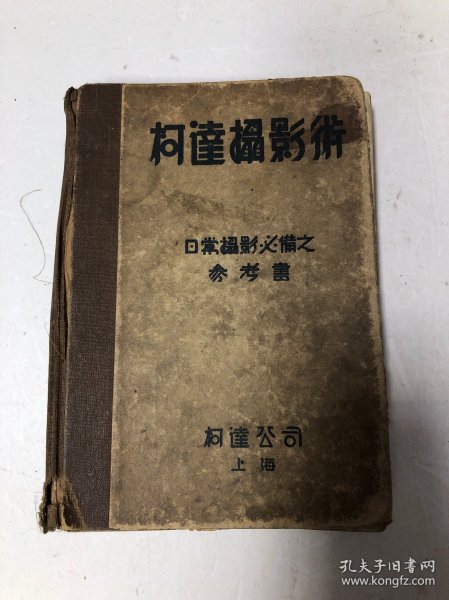 柯達攝影術
日常攝影必備之
參考書
柯達公司
上海
孔夫子旧书网
www.kongfz.com